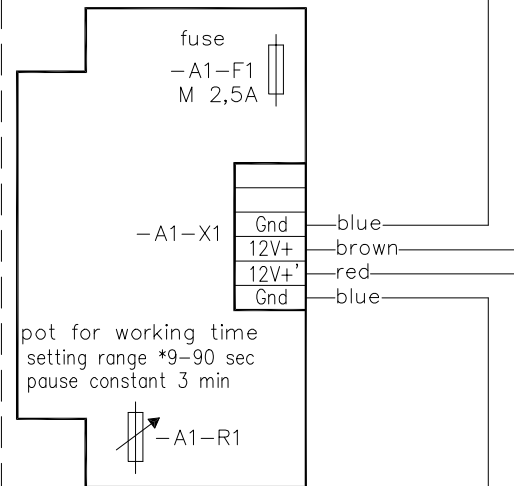 fuse
-A1-F1
M 2,5A
-A1-X1
Gnd blue
12V+ brown
12V+' red
Gnd blue
pot for working time
setting range *9-90 sec
pause constant 3 min
-A1-R1